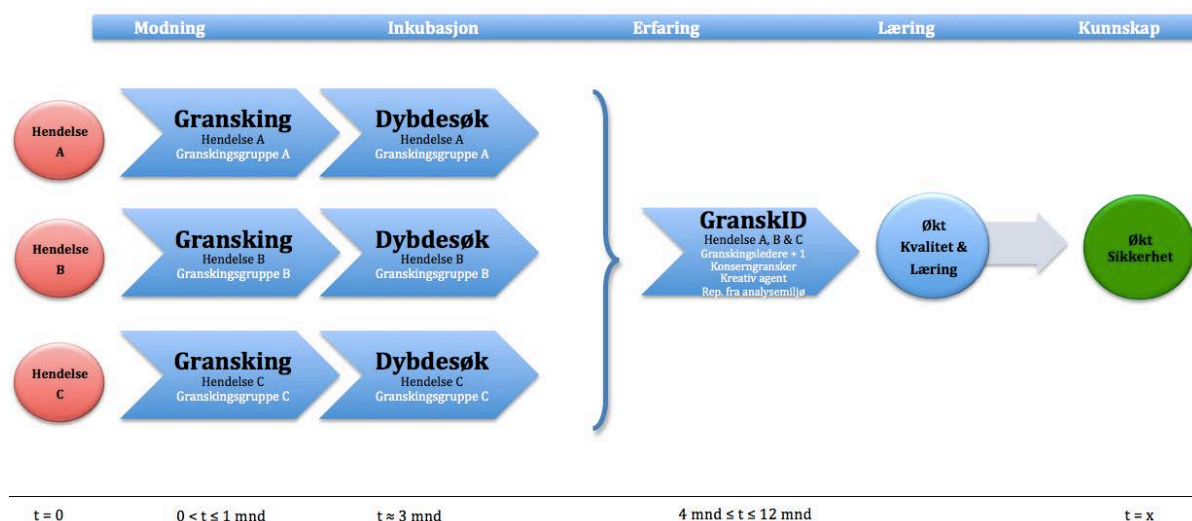 Modning Inkubasjon Erfaring Læring Kunnskap
Hendelse
A
Gransking
Hendelse A
Granskingsgruppe A
Dybdesøk
Hendelse A
Granskingsgruppe A
Hendelse
B
Gransking
Hendelse B
Granskingsgruppe B
Dybdesøk
Hendelse B
Granskingsgruppe B
Hendelse
C
Gransking
Hendelse C
Granskingsgruppe C
Dybdesøk
Hendelse C
Granskingsgruppe C
GranskID
Hendelse A, B & C
Granskingsledere + 1
Konserngransker
Kreativ agent
Rep. fra analysemiljø
Økt
Kvalitet &
Læring
Økt
Sikkerhet
t = 0 0 < t ≤ 1 mnd t ≈ 3 mnd 4 mnd ≤ t ≤ 12 mnd t = x